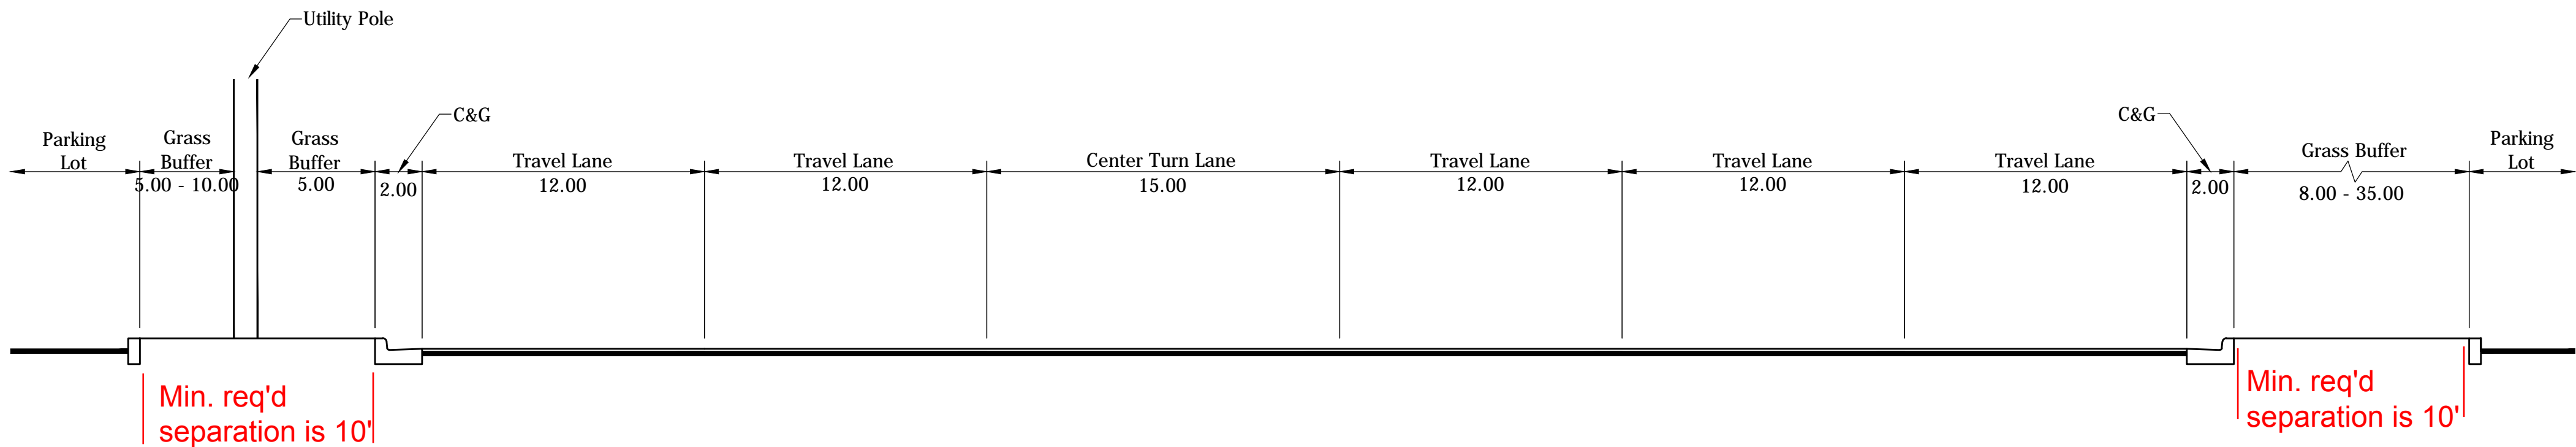 Utility Pole
C&G
C&G
Parking
Lot
Grass
Buffer
5.00 - 10.00
Grass
Buffer
5.00
2.00
Travel Lane
12.00
Travel Lane
12.00
Center Turn Lane
15.00
Travel Lane
12.00
Travel Lane
12.00
Travel Lane
12.00
2.00
Grass Buffer
8.00 - 35.00
Parking
Lot
Min. req'd
separation is 10'
Min. req'd
separation is 10'